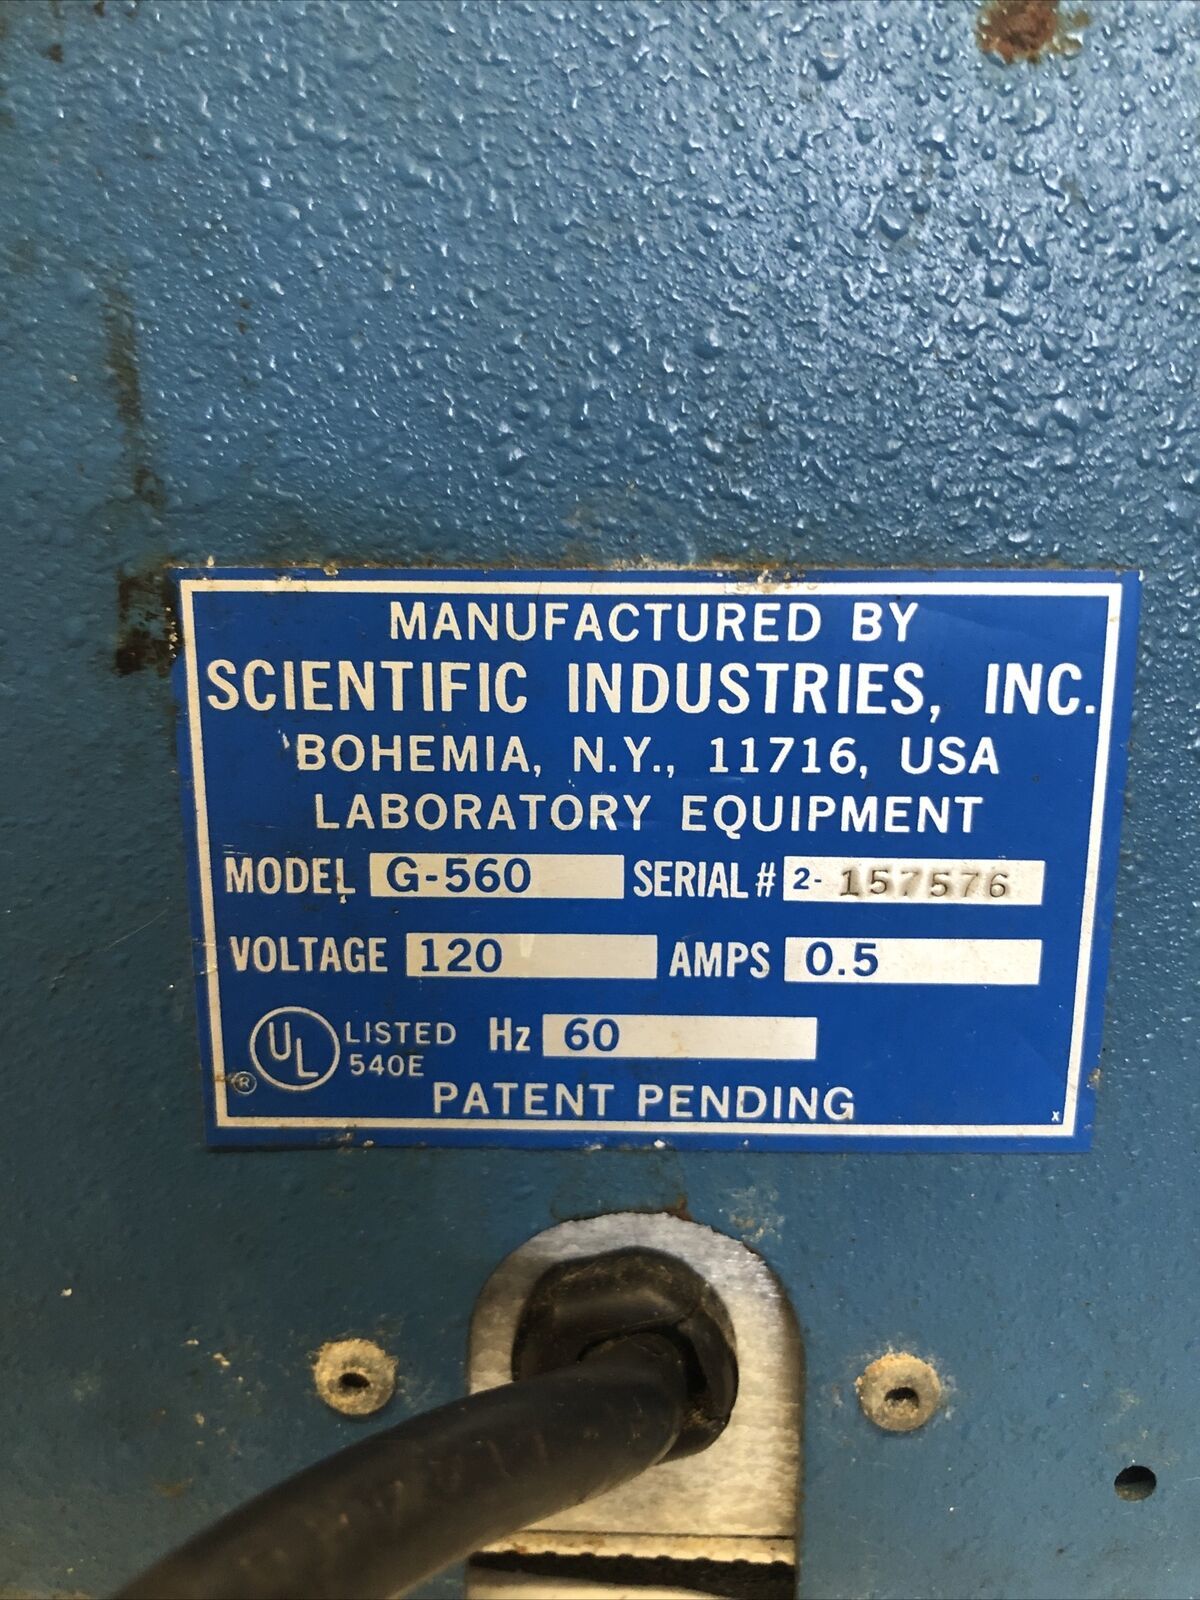 MANUFACTURED BY
SCIENTIFIC INDUSTRIES, INC.
BOHEMIA, N.Y., 11716, USA
LABORATORY EQUIPMENT
MODEL G-560 SERIAL # 2- 157576
VOLTAGE 120 AMPS 0.5
UL LISTED 540E Hz 60
®
PATENT PENDING
X